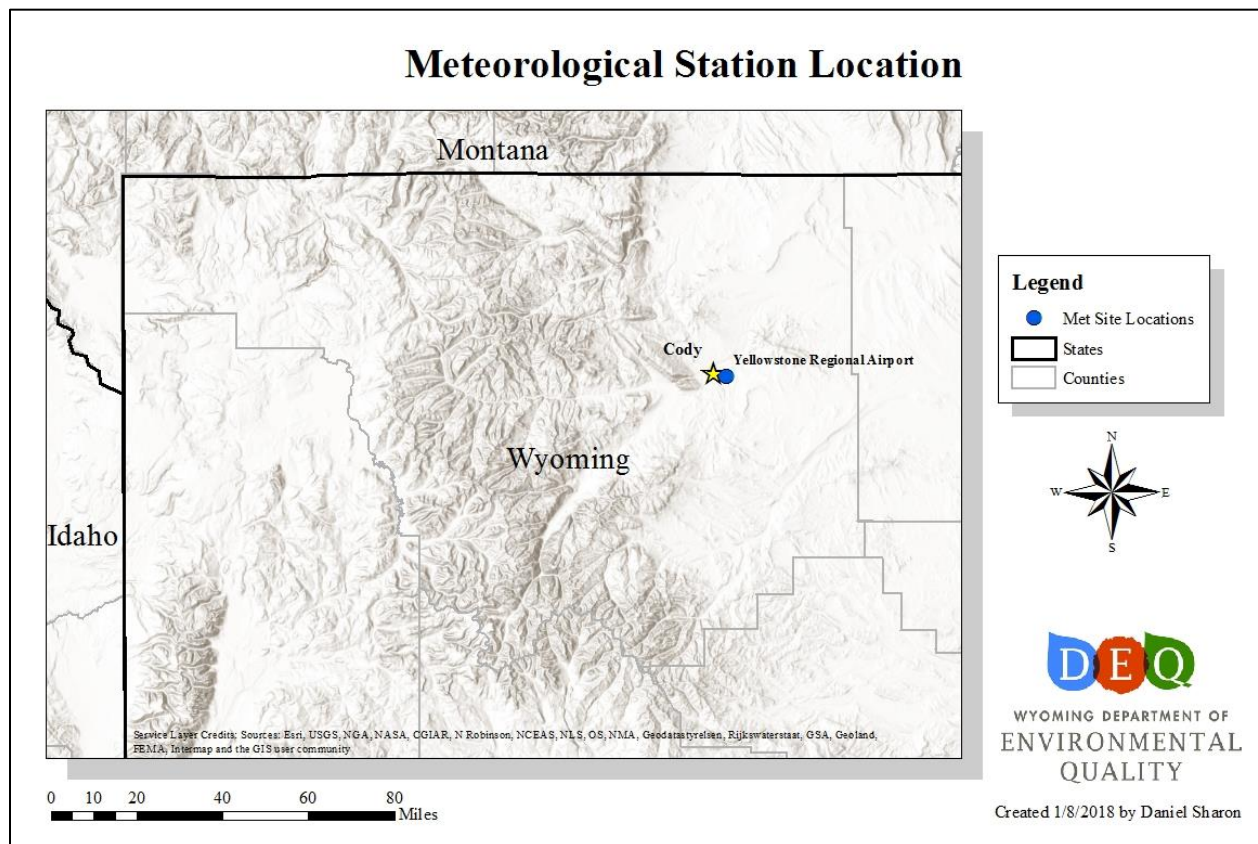 Meteorological Station Location
Montana
Cody
Yellowstone Regional Airport
Wyoming
Idaho
Service Layer Credits: Sources: Esri, USGS, NGA, NASA, CGIAR, N Robinson, NCEAS, NLS, OS, NMA, Geodatastyrelsen, Rijkswaterstaat, GSA, Geoland,
FEMA, Intermap and the GIS user community
0 10 20 40 60 80
Miles
Legend
Met Site Locations
States
Counties
N
W E
S
DEQ
WYOMING DEPARTMENT OF
ENVIRONMENTAL
QUALITY
Created 1/8/2018 by Daniel Sharon